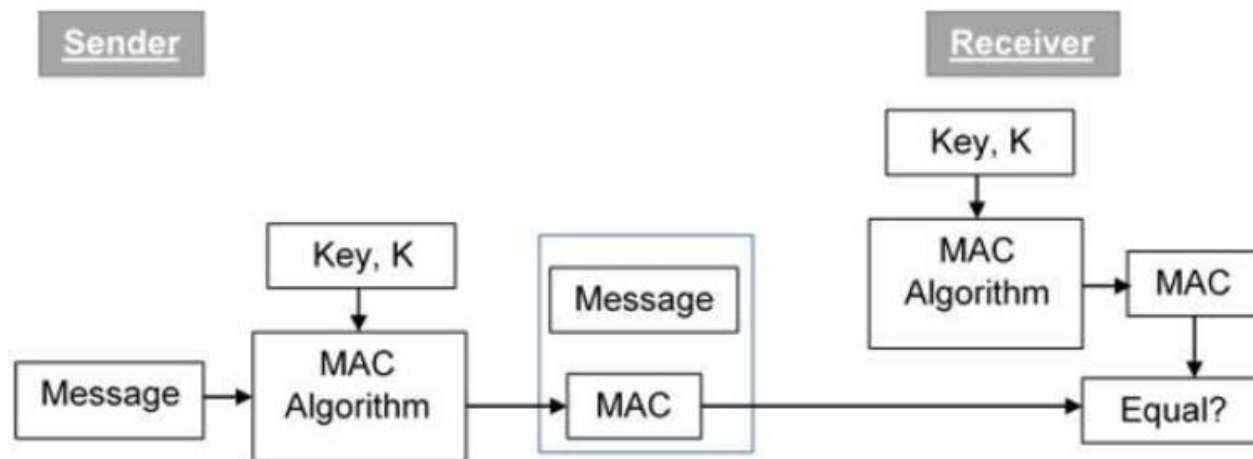 Sender
Receiver
Key, K
MAC
Algorithm
MAC
Key, K
Message
MAC
Algorithm
Message
MAC
Equal?